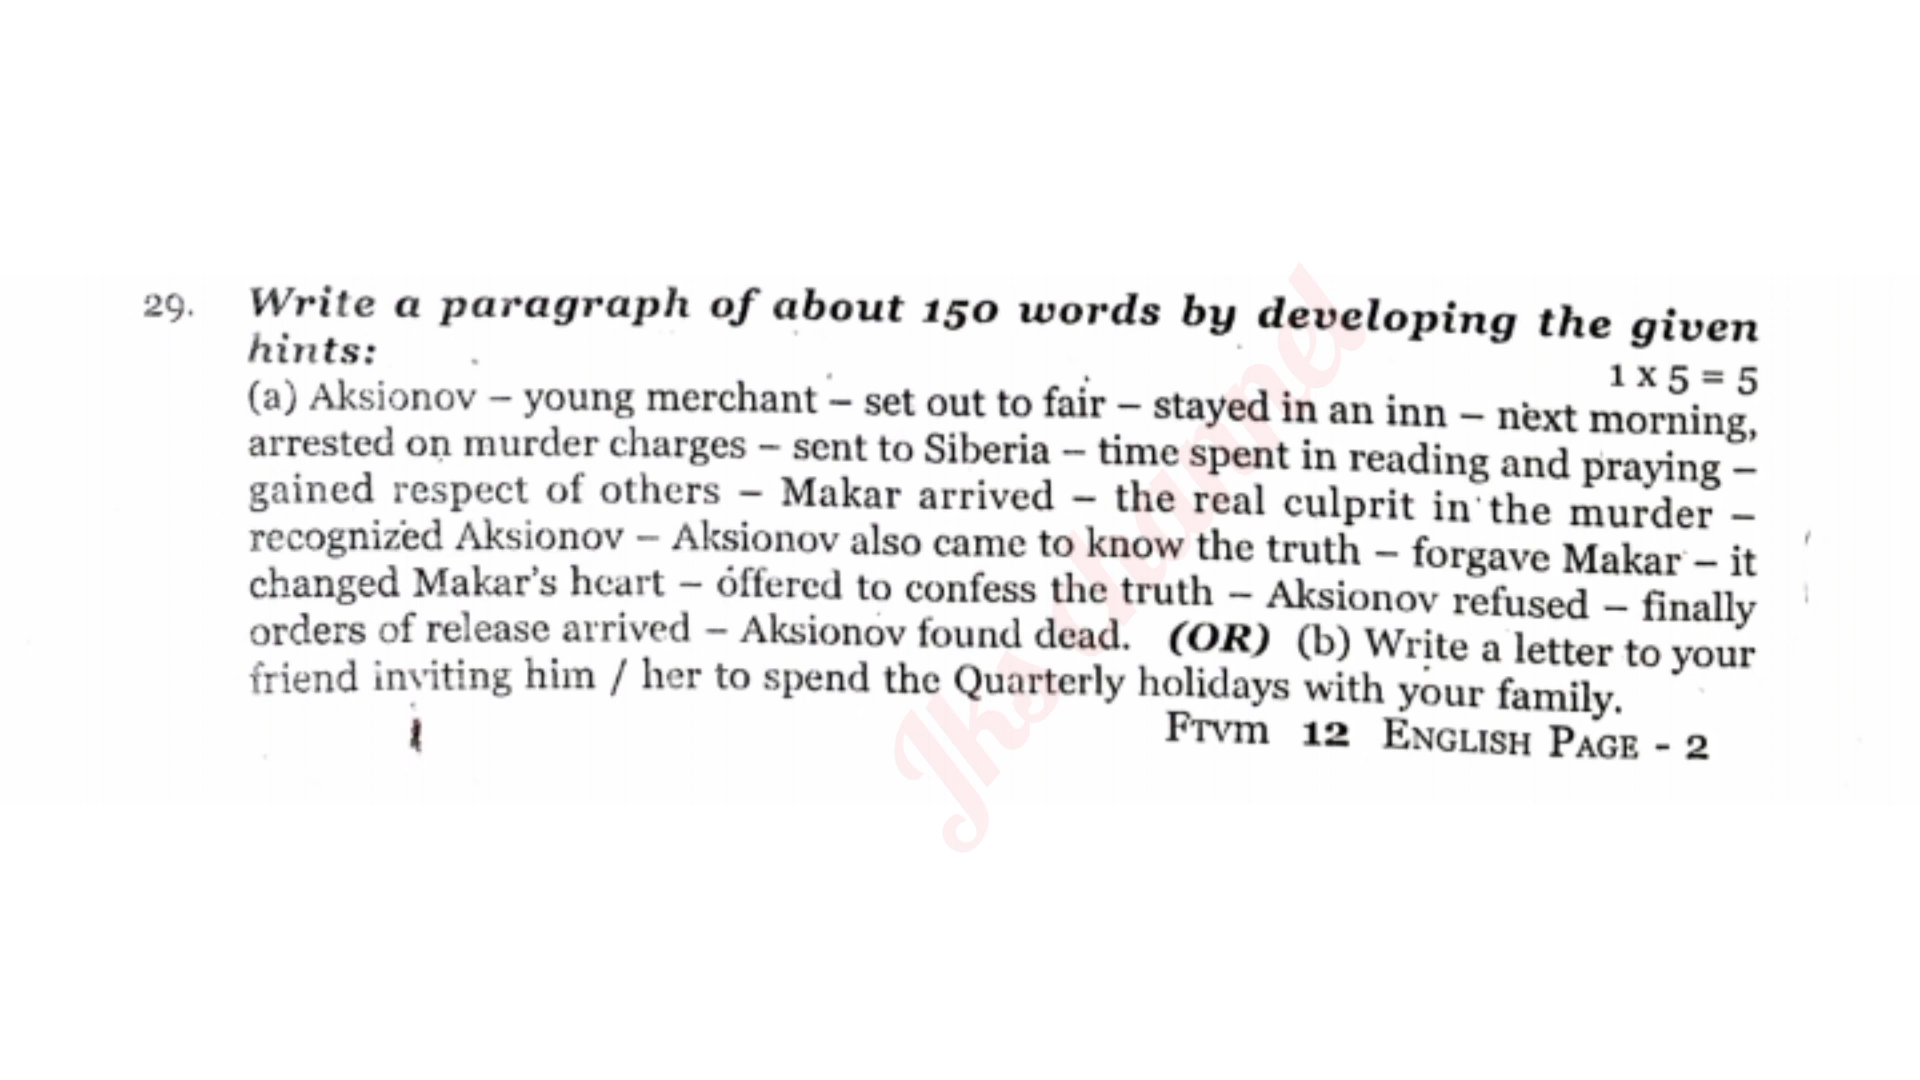 29. Write a paragraph of about 150 words by developing the given
hints:
1 x 5 = 5
(a) Aksionov – young merchant – set out to fair – stayed in an inn – next morning,
arrested on murder charges – sent to Siberia – time spent in reading and praying –
gained respect of others – Makar arrived – the real culprit in the murder –
recognized Aksionov – Aksionov also came to know the truth – forgave Makar – it
changed Makar's heart – offered to confess the truth – Aksionov refused – finally
orders of release arrived – Aksionov found dead. (OR) (b) Write a letter to your
friend inviting him / her to spend the Quarterly holidays with your family.
FTVM 12 ENGLISH PAGE - 2
Jks channel